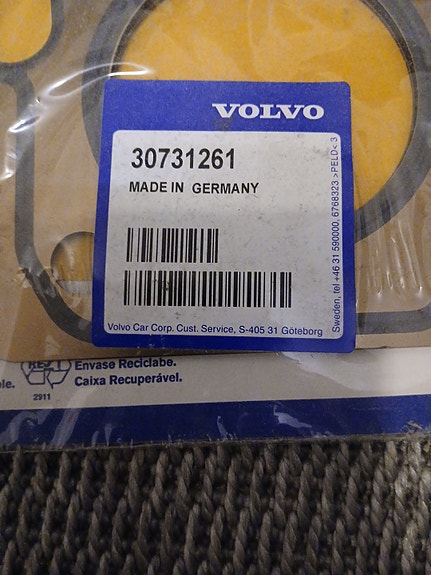 VOLVO
30731261
MADE IN GERMANY
Volvo Car Corp. Cust. Service, S-405 31 Göteborg
Sweden, tel +46 31 590000. 6768323 >PELD< 3
Envase Reciclabe.
Caixa Recuperável.
2911